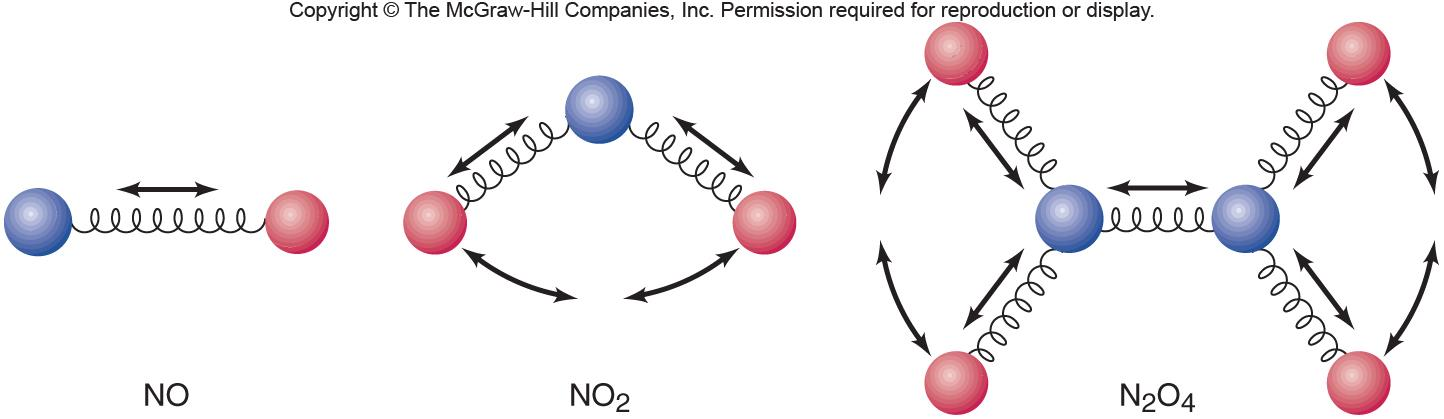 Copyright © The McGraw-Hill Companies, Inc. Permission required for reproduction or display.
NO
NO₂
N₂O₄